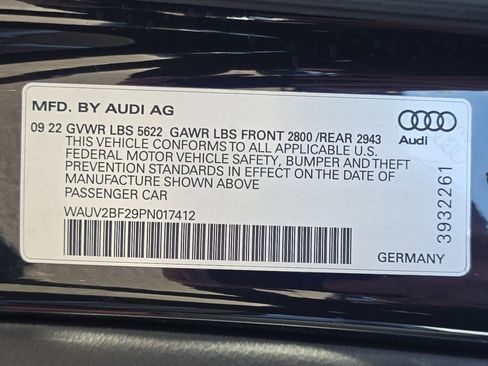 MFD. BY AUDI AG
Audi
09 22 GVWR LBS 5622 GAWR LBS FRONT 2800 /REAR 2943
THIS VEHICLE CONFORMS TO ALL APPLICABLE U.S.
FEDERAL MOTOR VEHICLE SAFETY, BUMPER AND THEFT
PREVENTION STANDARDS IN EFFECT ON THE DATE OF
MANUFACTURE SHOWN ABOVE
PASSENGER CAR
WAUV2BF29PN017412
3932261
GERMANY